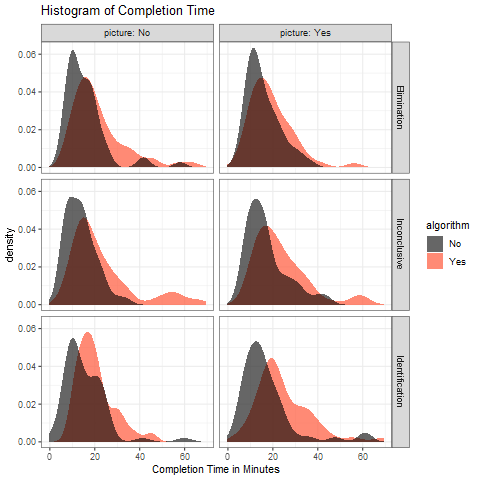 Histogram of Completion Time
picture: No
picture: Yes
0.06
0.04
0.02
0.00
Elimination
0.06
0.04
0.02
0.00
Inconclusive
0.06
0.04
0.02
0.00
Identification
density
0
20
40
60
0
20
40
60
Completion Time in Minutes
algorithm
No
Yes